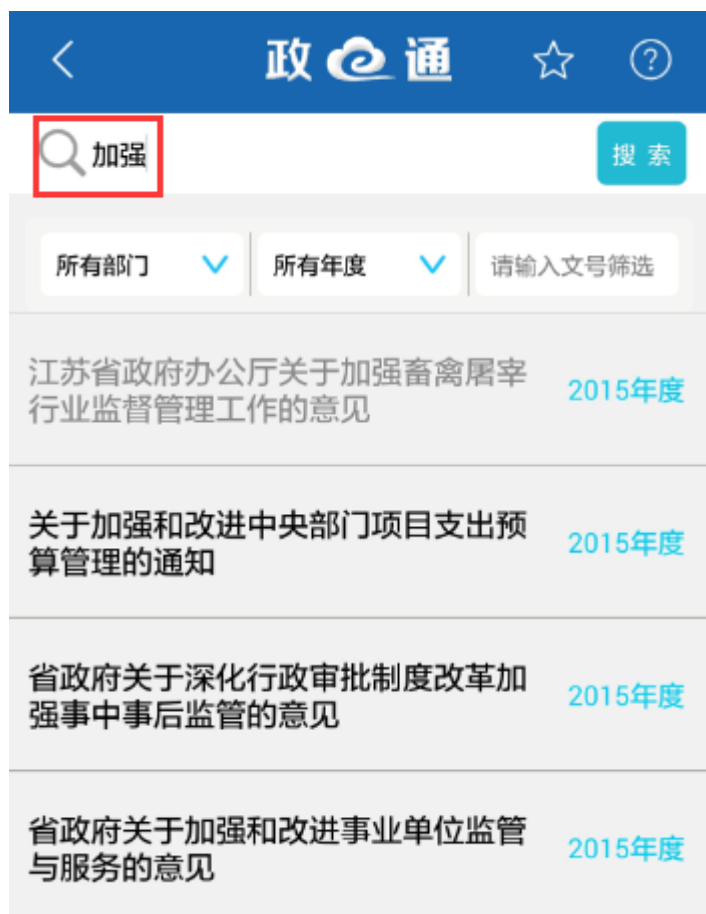 政通
加强
搜索
所有部门 所有年度 请输入文号筛选
江苏省政府办公厅关于加强畜禽屠宰
行业监督管理工作的意见
2015年度
关于加强和改进中央部门项目支出预
算管理的通知
2015年度
省政府关于深化行政审批制度改革加
强事中事后监管的意见
2015年度
省政府关于加强和改进事业单位监管
与服务的意见
2015年度